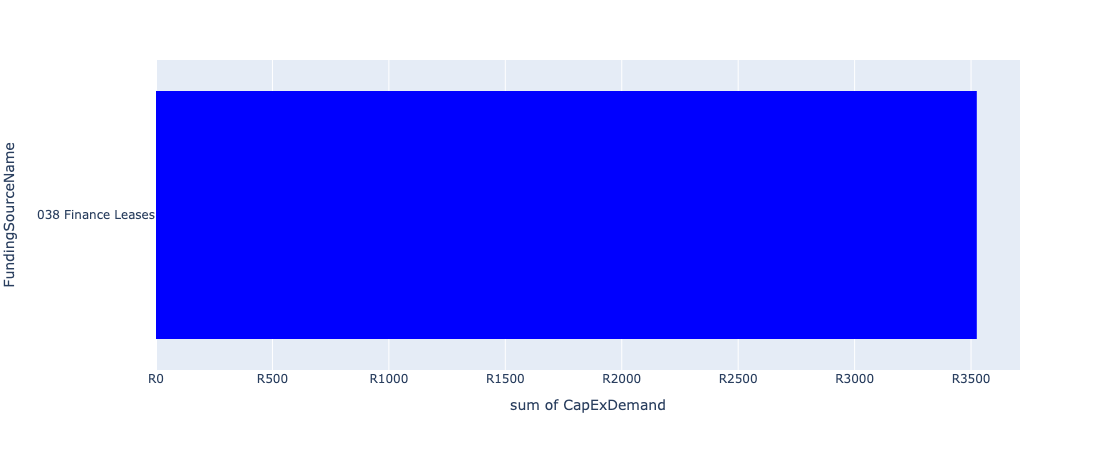 FundingSourceName
038 Finance Leases
R0
R500
R1000
R1500
R2000
R2500
R3000
R3500
sum of CapExDemand